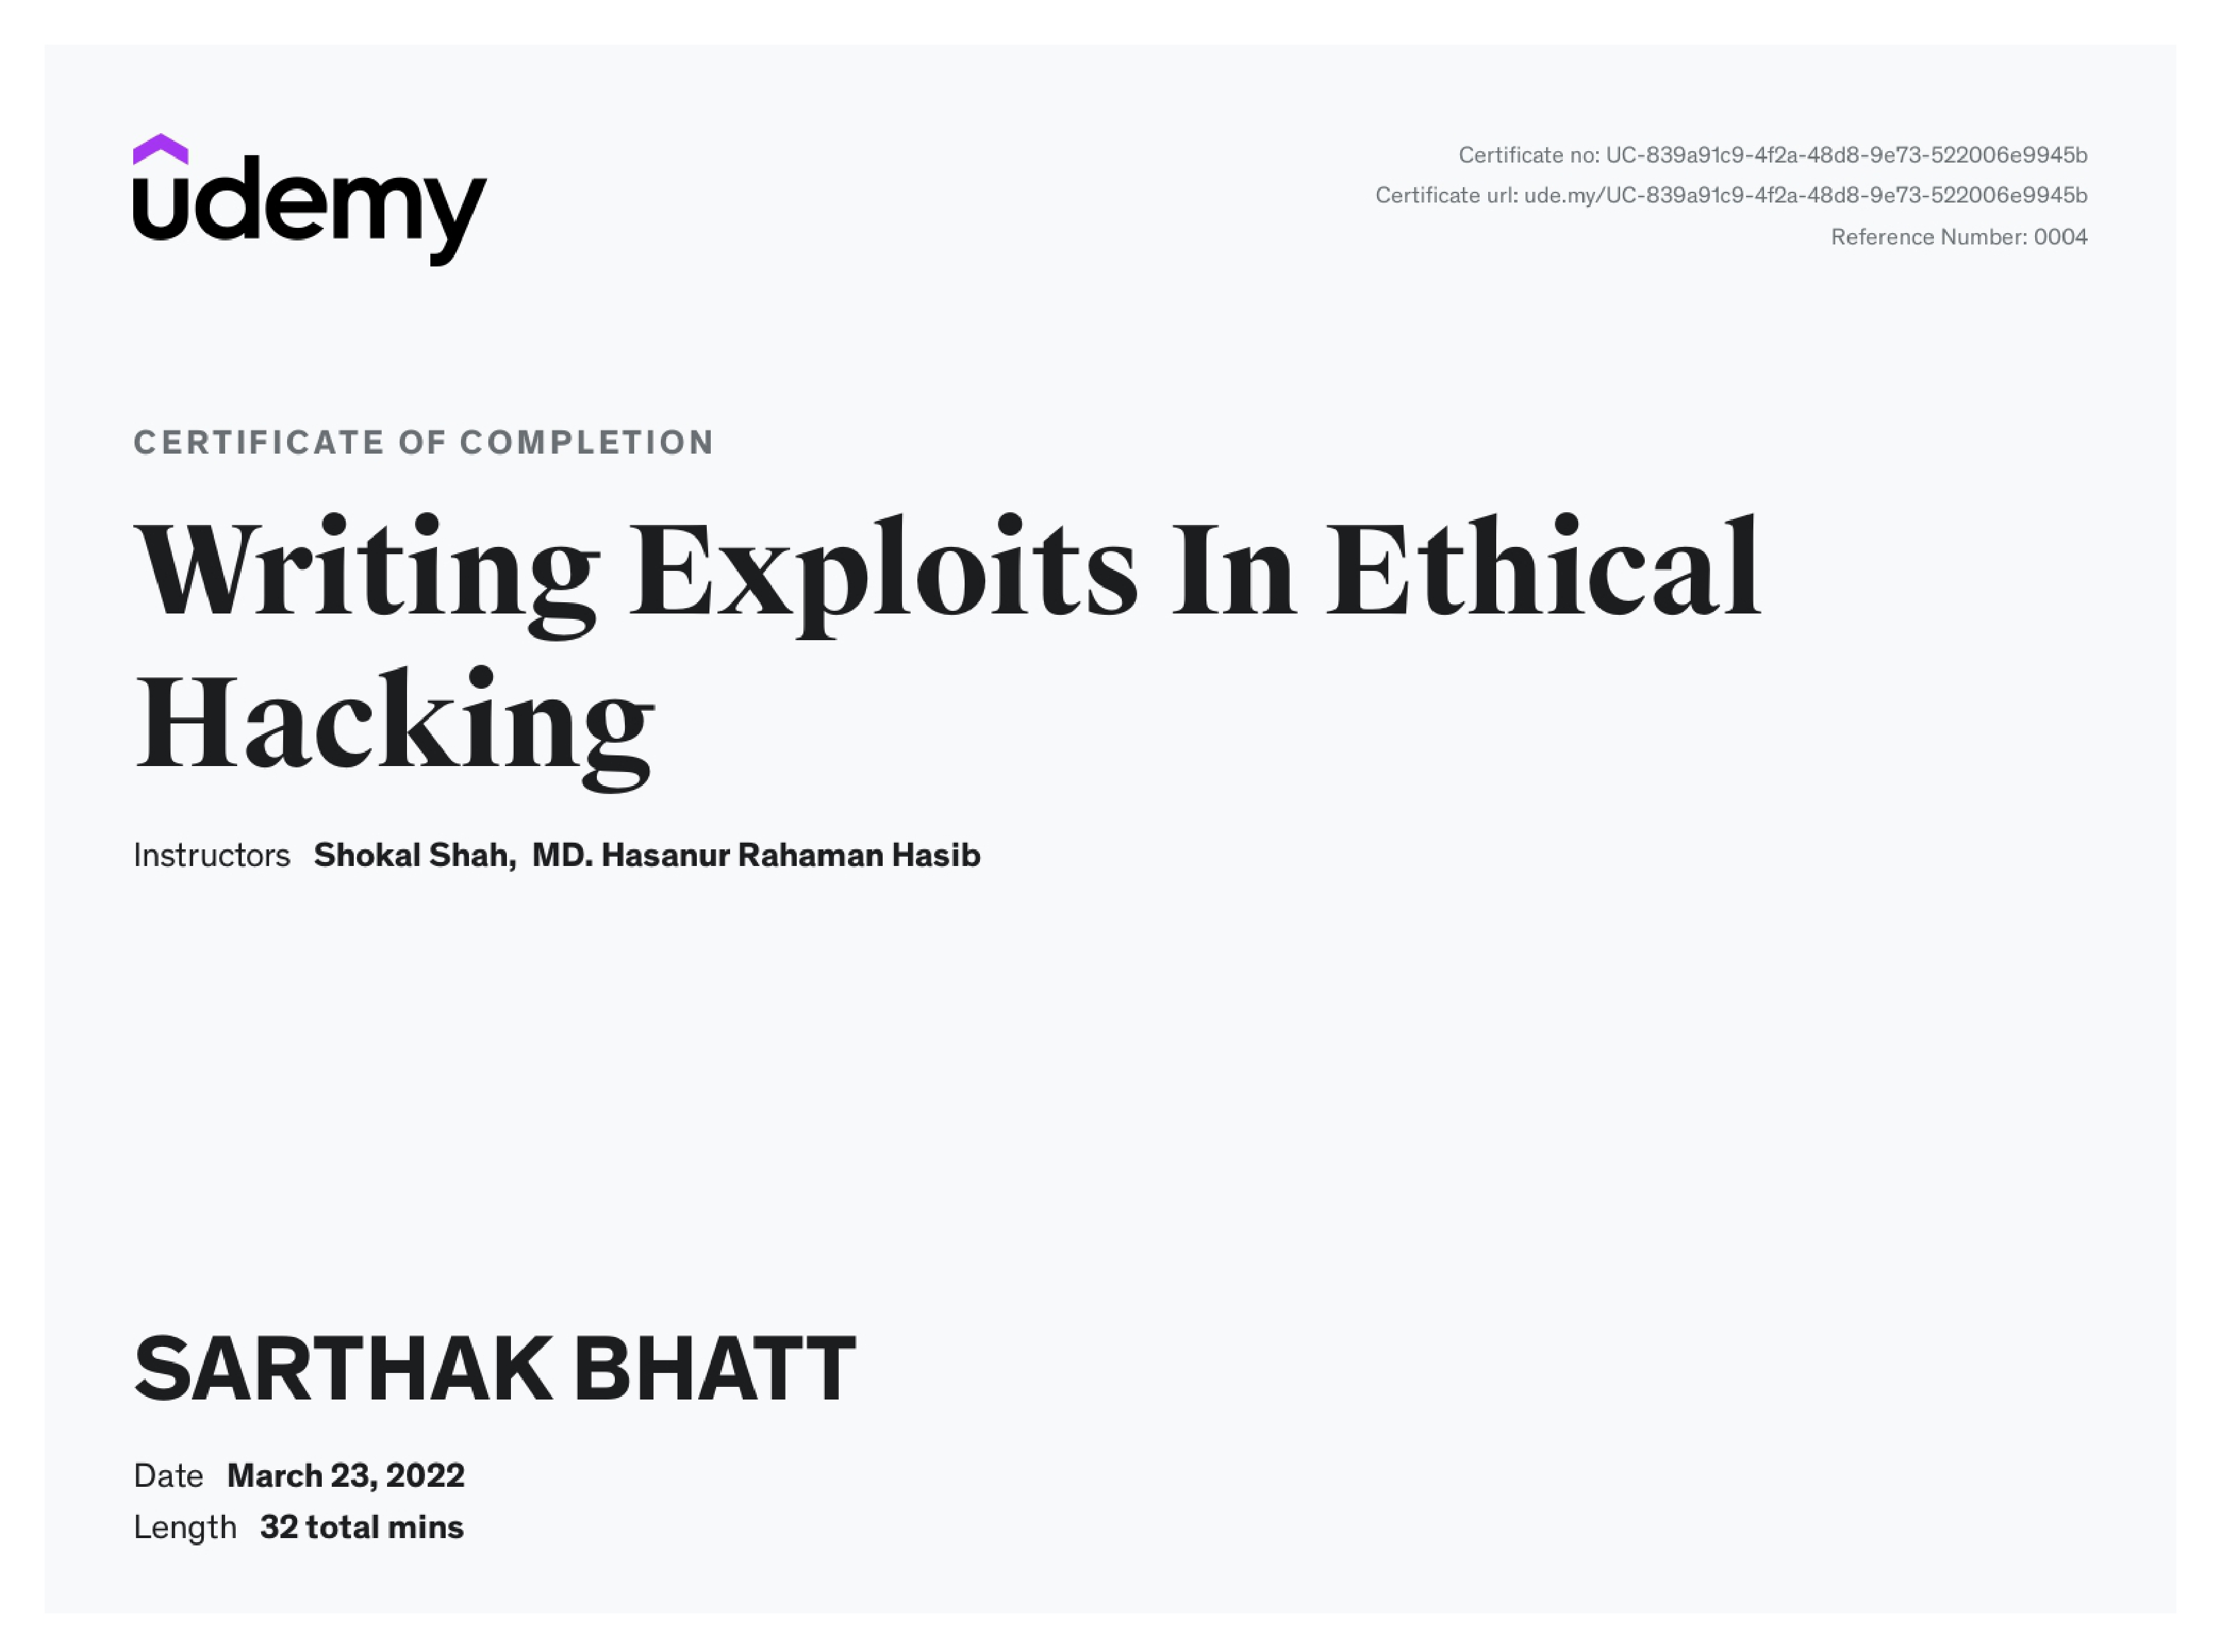 udemy
Certificate no: UC-839a91c9-4f2a-48d8-9e73-522006e9945b
Certificate url: ude.my/UC-839a91c9-4f2a-48d8-9e73-522006e9945b
Reference Number: 0004
CERTIFICATE OF COMPLETION
Writing Exploits In Ethical
Hacking
Instructors Shokal Shah, MD. Hasanur Rahaman Hasib
SARTHAK BHATT
Date March 23, 2022
Length 32 total mins